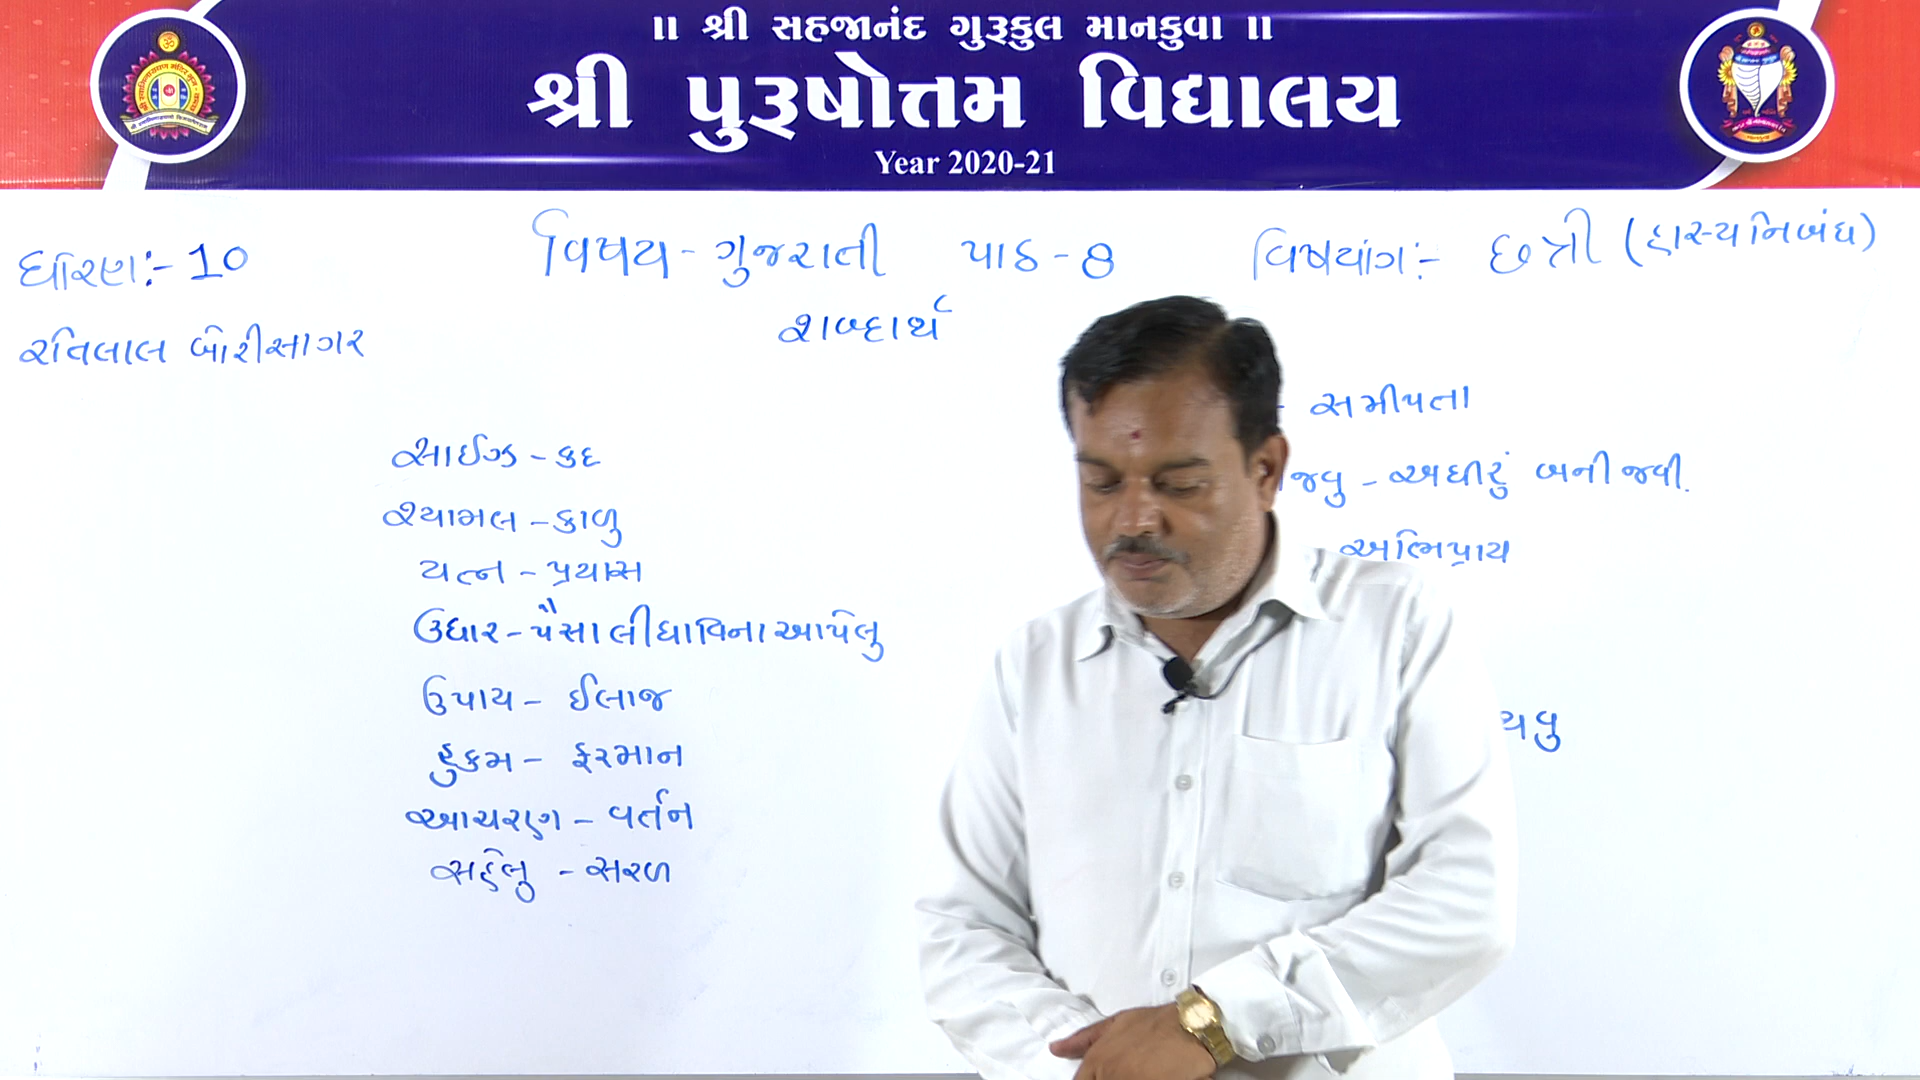 ॥ શ્રી સહજાનંદ ગુરૂકુલ માનકુવા ॥
શ્રી પુરૂષોત્તમ વિદ્યાલય
Year 2020-21
ધોરણ:- 10 વિષય - ગુજરાતી પાઠ - 8 વિષયાંગ:- છત્રી (હાસ્યનિબંધ)
રતિલાલ બોરીસાગર શબ્દાર્થ
સાઈઝ - કદ
શ્યામલ - કાળુ
યત્ન - પ્રયાસ
ઉધાર - પૈસા લીધા વિના આપેલુ
ઉપાય - ઈલાજ
હુકમ - ફરમાન
આચરણ - વર્તન
સહેલુ - સરળ
- સમીપતા
જવુ - અધીરું બની જવી.
અભિપ્રાય